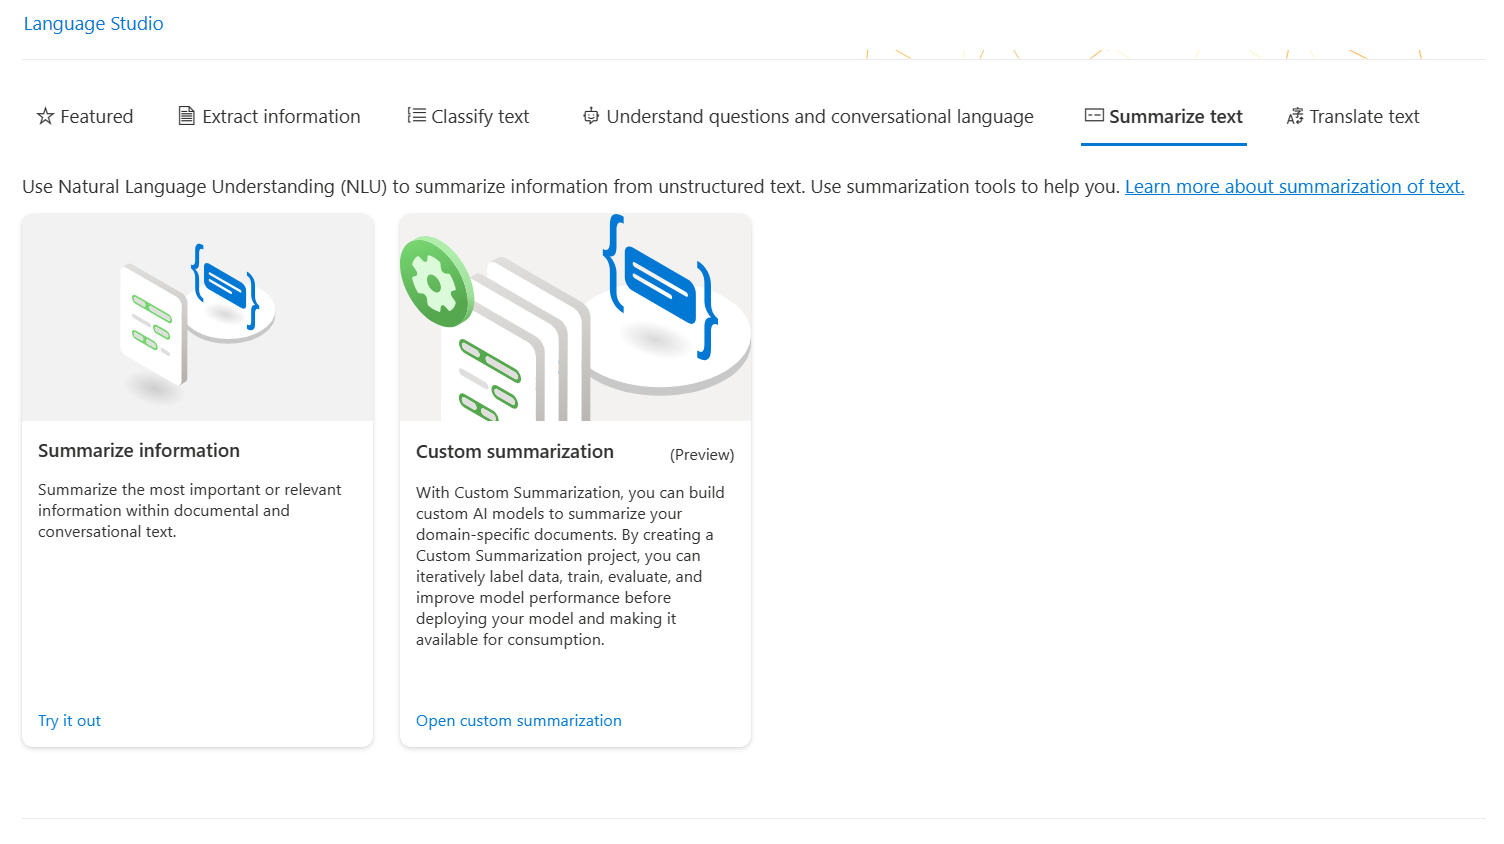 Language Studio
Featured
Extract information
Classify text
Understand questions and conversational language
Summarize text
Translate text
Use Natural Language Understanding (NLU) to summarize information from unstructured text. Use summarization tools to help you. Learn more about summarization of text.
Summarize information
Summarize the most important or relevant
information within documental and
conversational text.
Try it out
Custom summarization
(Preview)
With Custom Summarization, you can build
custom AI models to summarize your
domain-specific documents. By creating a
Custom Summarization project, you can
iteratively label data, train, evaluate, and
improve model performance before
deploying your model and making it
available for consumption.
Open custom summarization